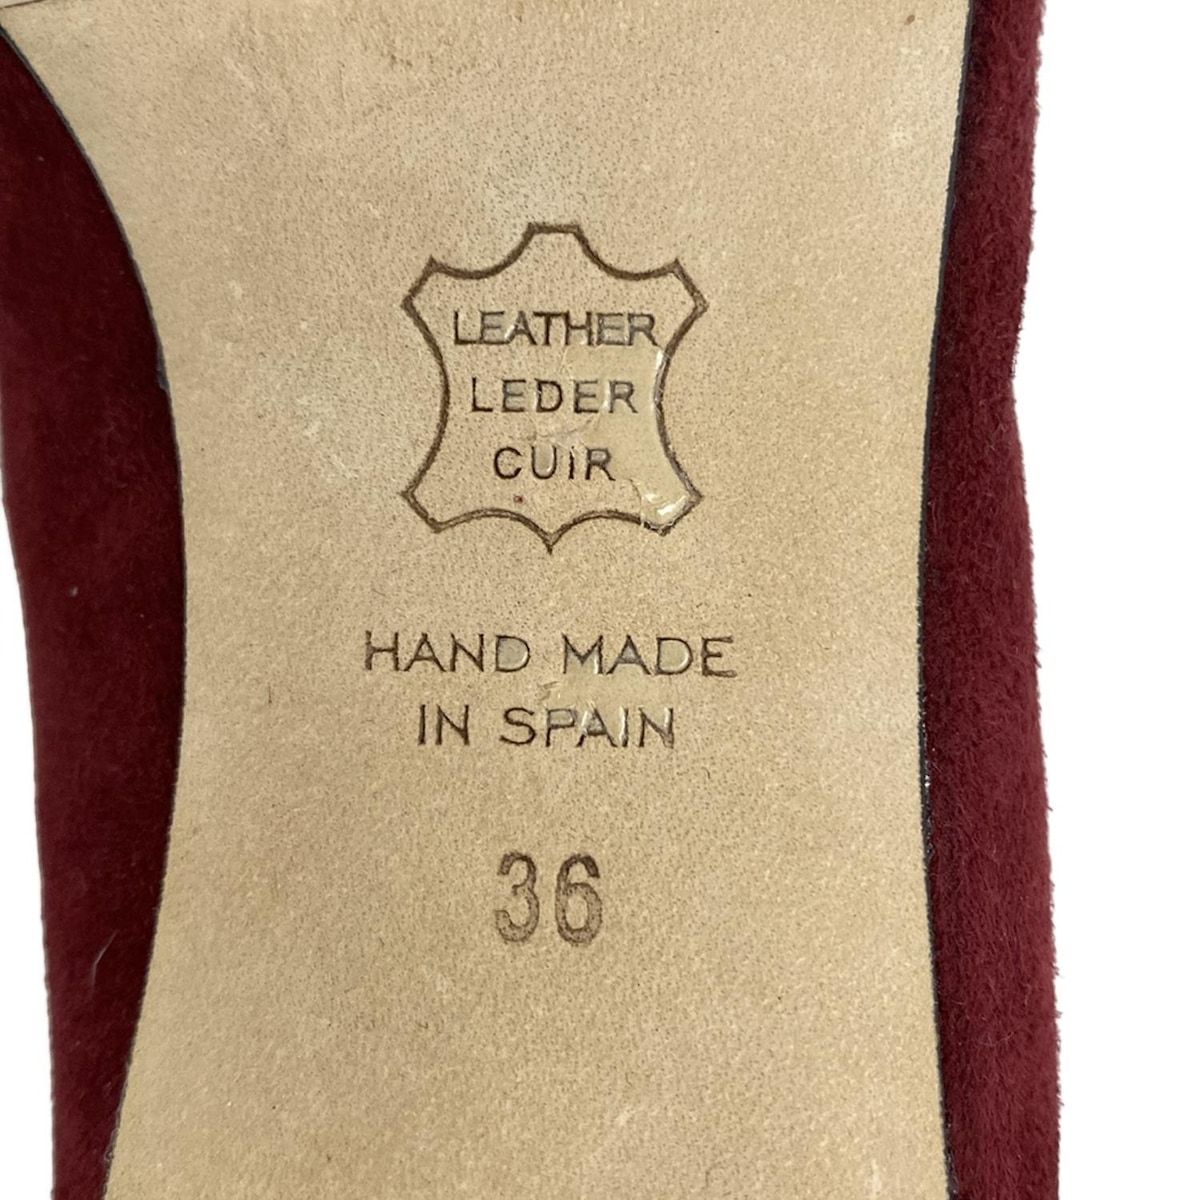 LEATHER
LEDER
CUIR
HAND MADE
IN SPAIN
36